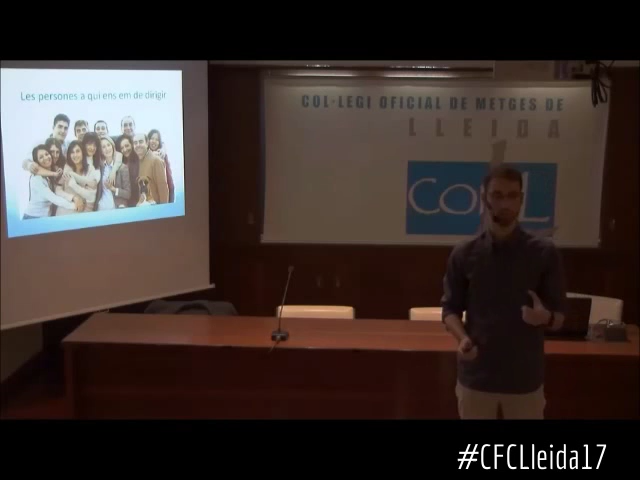 Les persones a qui ens em de dirigir
COL·LEGI OFICIAL DE METGES DE
LLEIDA
#CFCLleida17